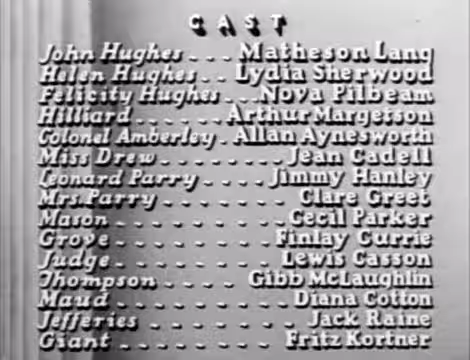 CAST
John Hughes . . . Matheson Lang
Helen Hughes . . Lydia Sherwood
Felicity Hughes . . . Nova Pilbeam
Hilliard . . . . . . Arthur Margetson
Colonel Amberley . Allan Aynesworth
Miss Drew . . . . . . . . Jean Cadell
Leonard Parry . . . . Jimmy Hanley
Mrs. Parry . . . . . . . Clare Greet
Mason . . . . . . . . . Cecil Parker
Grove . . . . . . . . Finlay Currie
Judge . . . . . . . . . Lewis Casson
Thompson . . . . Gibb McLaughlin
Maud . . . . . . . . Diana Cotton
Jefferies . . . . . . . . Jack Raine
Giant . . . . . . . . Fritz Kortner